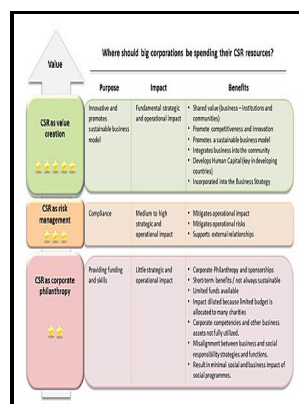 Where should big corporations be spending their CSR resources?
Value
Purpose
Impact
Benefits
CSR as value
creation
Innovative and
promotes
sustainable business
model
Fundamental strategic
and operational impact
• Shared value (business – institutions and
communities)
• Promote competitiveness and innovation
• Promotes a sustainable business model
• Integrates business into the community
• Develops Human Capital (key in developing
countries)
• Incorporated into the Business Strategy
CSR as risk
management
Compliance
Medium to high
strategic and
operational impact
• Mitigates operational impact
• Mitigates operational risks
• Supports external relationships
CSR as corporate
philanthropy
Providing funding
and skills
Little strategic and
operational impact
• Corporate Philanthropy and sponsorships
• Short-term benefits / not always sustainable
• Limited funds available
• Impact diluted because limited budget is
allocated to many charities
• Corporate competencies and other business
assets not fully utilized.
• Misalignment between business and social
responsibility strategies and functions.
• Result in minimal social and business impact of
social programmes.